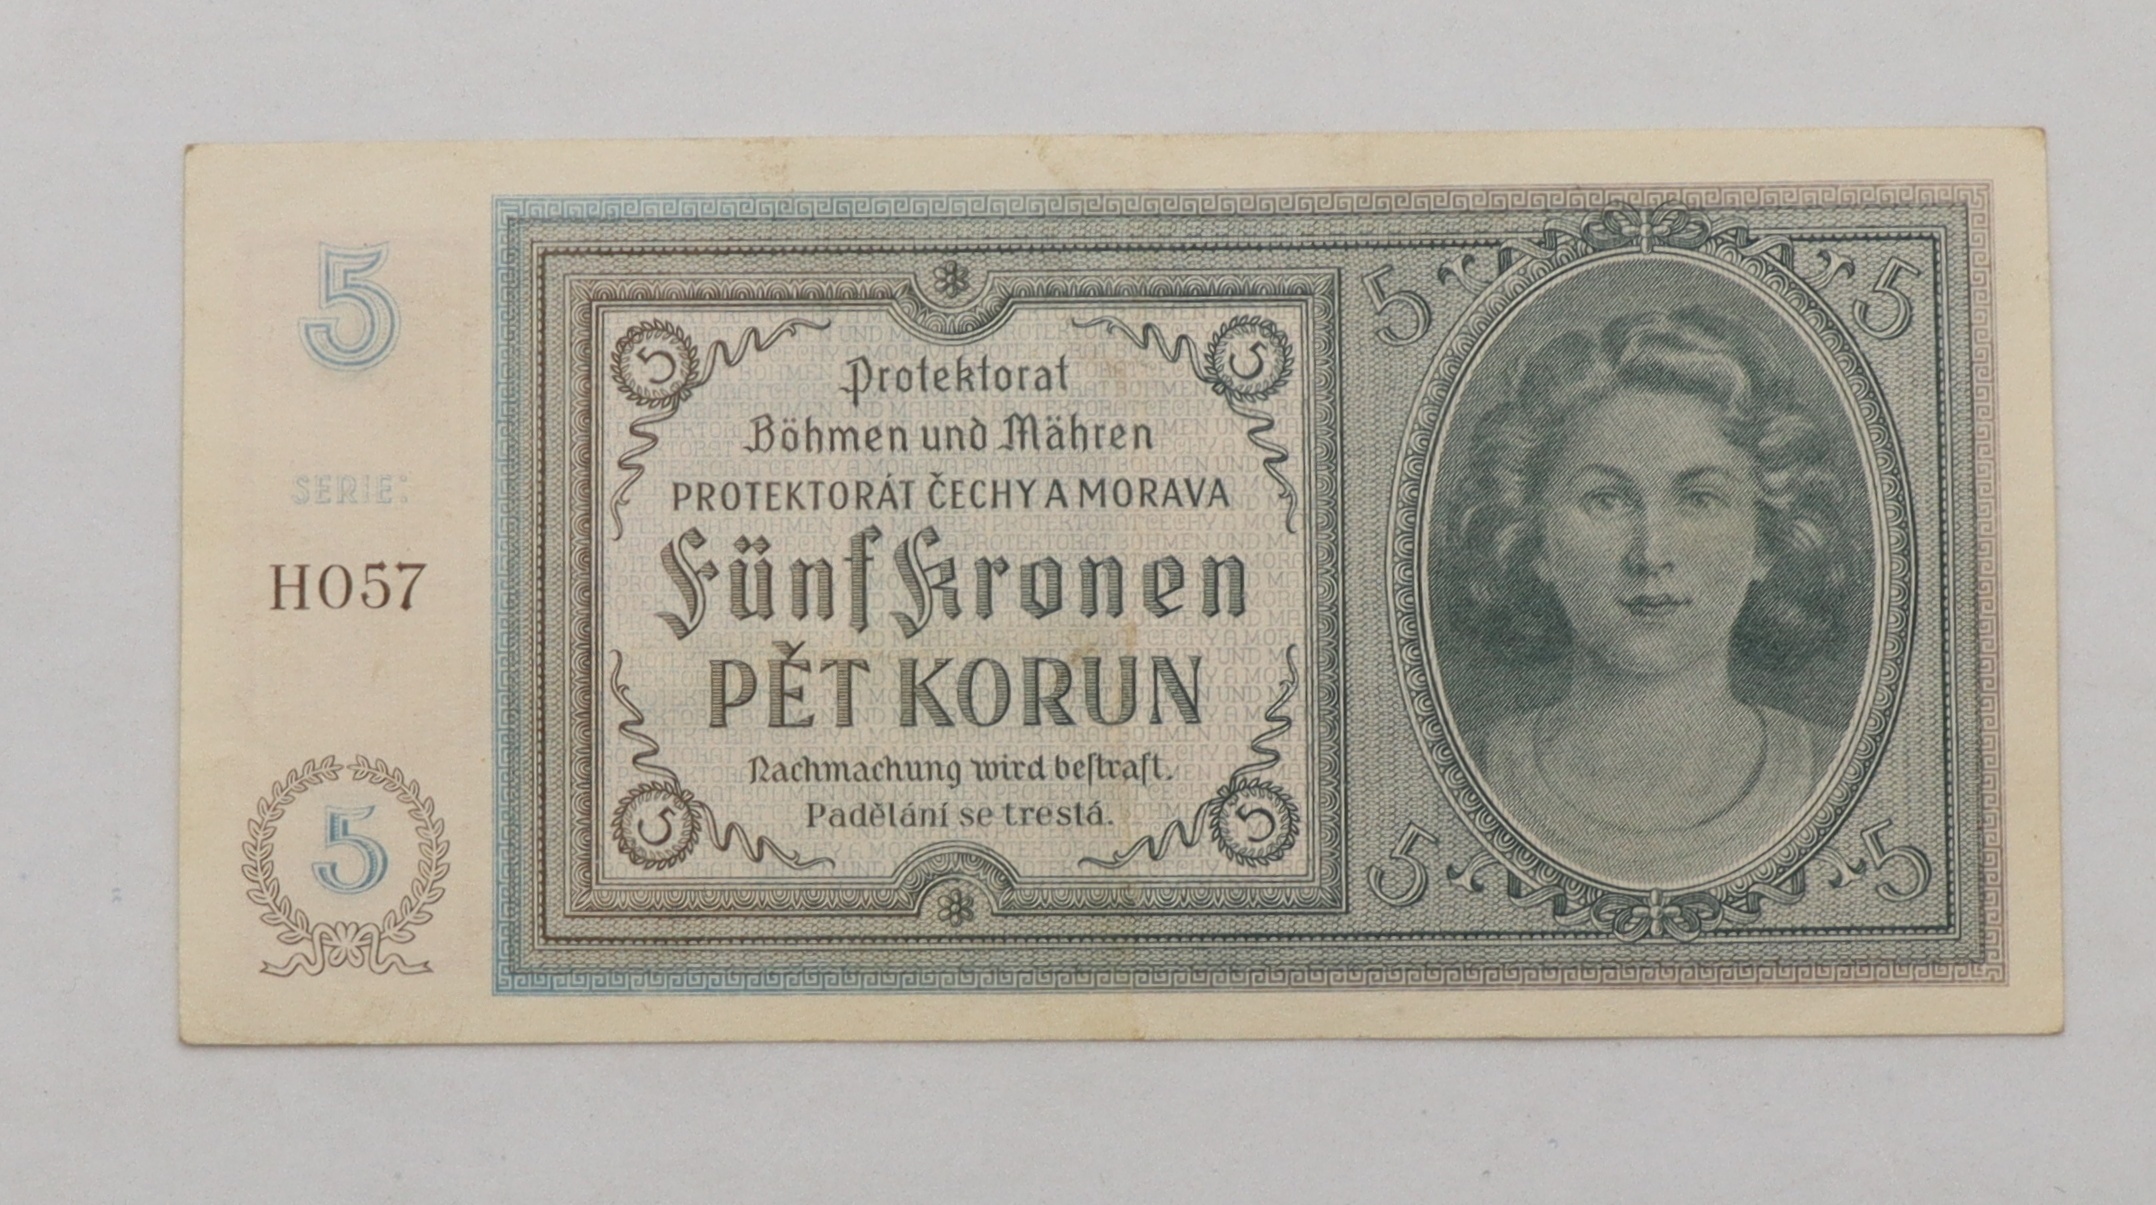 5
SERIE:
H057
5
5
5
Protektorat
Böhmen und Mähren
PROTEKTORÁT ČECHY A MORAVA
Fünf Kronen
PĚT KORUN
Nachmachung wird beſtraft.
Padělání se trestá.
5
5
5
5
5
5